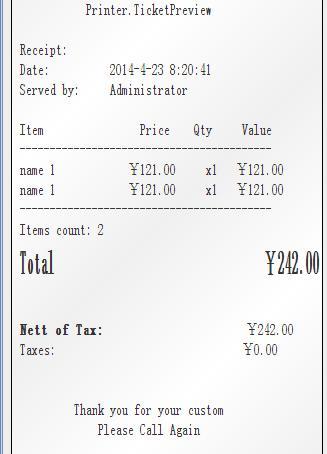 Printer.TicketPreview
Receipt:
Date: 2014-4-23 8:20:41
Served by: Administrator
Item Price Qty Value
----------------------------------------
name 1 ¥121.00 x1 ¥121.00
name 1 ¥121.00 x1 ¥121.00
----------------------------------------
Items count: 2
Total ¥242.00
Nett of Tax: ¥242.00
Taxes: ¥0.00
Thank you for your custom
Please Call Again